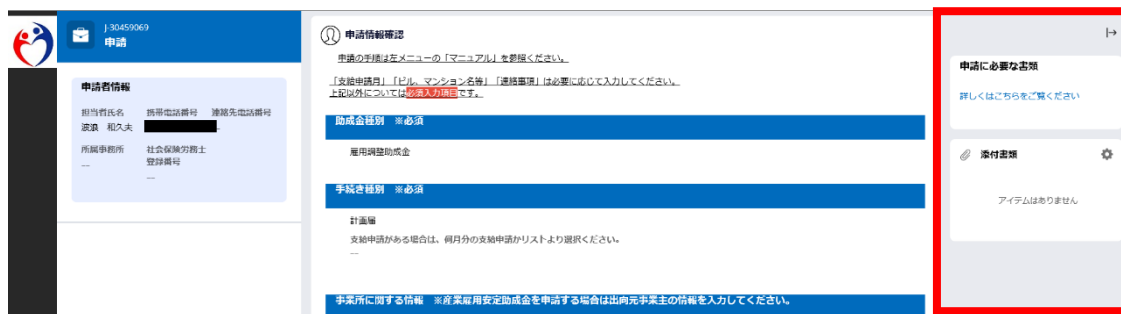 J-30459069
申請
申請者情報
担当者氏名 携帯電話番号 連絡先電話番号
波浪 和久夫
所属事務所 社会保険労務士
登録番号
---
---
申請情報確認
申請の手順は左メニューの「マニュアル」を参照ください。
「支給申請月」「ビル、マンション名等」「連絡事項」は必要に応じて入力してください。
上記以外については必須入力項目です。
助成金種別 ※必須
雇用調整助成金
手続き種別 ※必須
計画届
支給申請がある場合は、何月分の支給申請かリストより選択ください。
---
事業所に関する情報 ※産業雇用安定助成金を申請する場合は出向元事業主の情報を入力してください。
申請に必要な書類
詳しくはこちらをご覧ください
添付書類
アイテムはありません